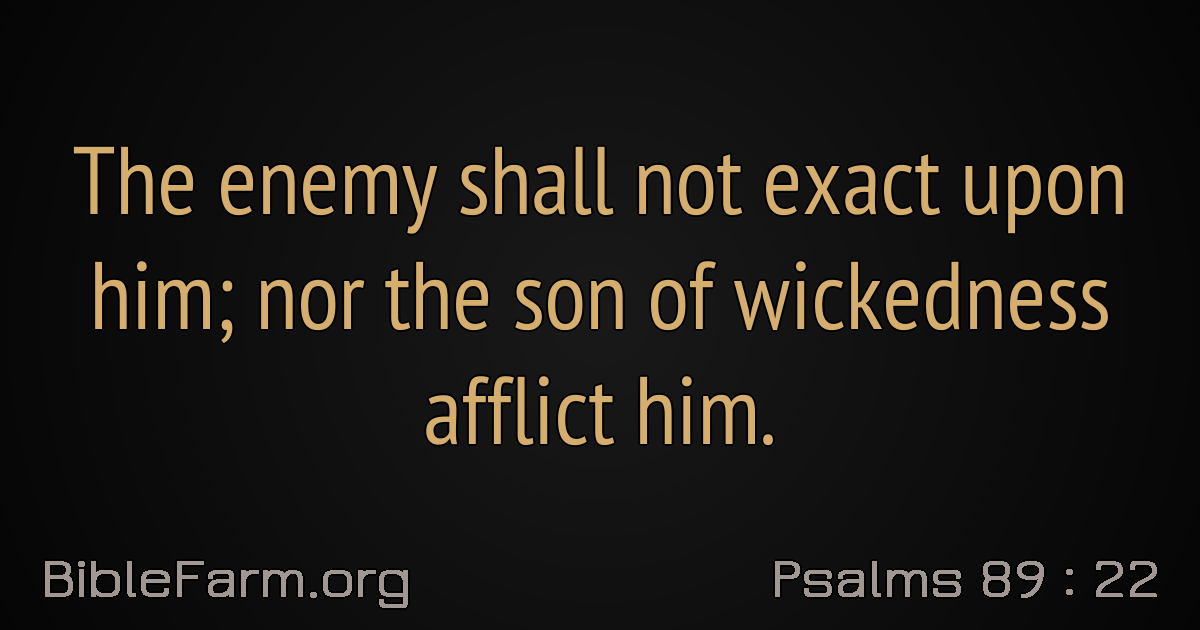 The enemy shall not exact upon
him; nor the son of wickedness
afflict him.
BibleFarm.org
Psalms 89 : 22